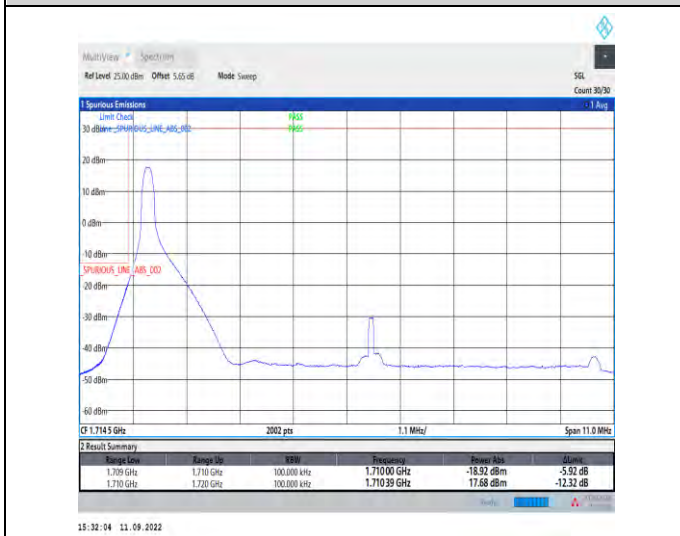 MultiView Spectrum
Ref Level 25.00 dBm Offset 5.65 dB Mode Sweep SGL
Count 30/30
1 Spurious Emissions 1 Avg
Limit Check PASS
30 dBm Line _SPURIOUS_LINE_ABS_002 PASS
20 dBm
10 dBm
0 dBm
-10 dBm
_SPURIOUS_LINE_ABS_002
-20 dBm
-30 dBm
-40 dBm
-50 dBm
-60 dBm
CF 1.714 5 GHz 2002 pts 1.1 MHz/ Span 11.0 MHz
2 Result Summary
Range Low Range Up RBW Frequency Power Abs ΔLimit
1.709 GHz 1.710 GHz 100.000 kHz 1.710 00 GHz -18.92 dBm -5.92 dB
1.710 GHz 1.720 GHz 100.000 kHz 1.710 39 GHz 17.68 dBm -12.32 dB
Ready
15:32:04 11.09.2022